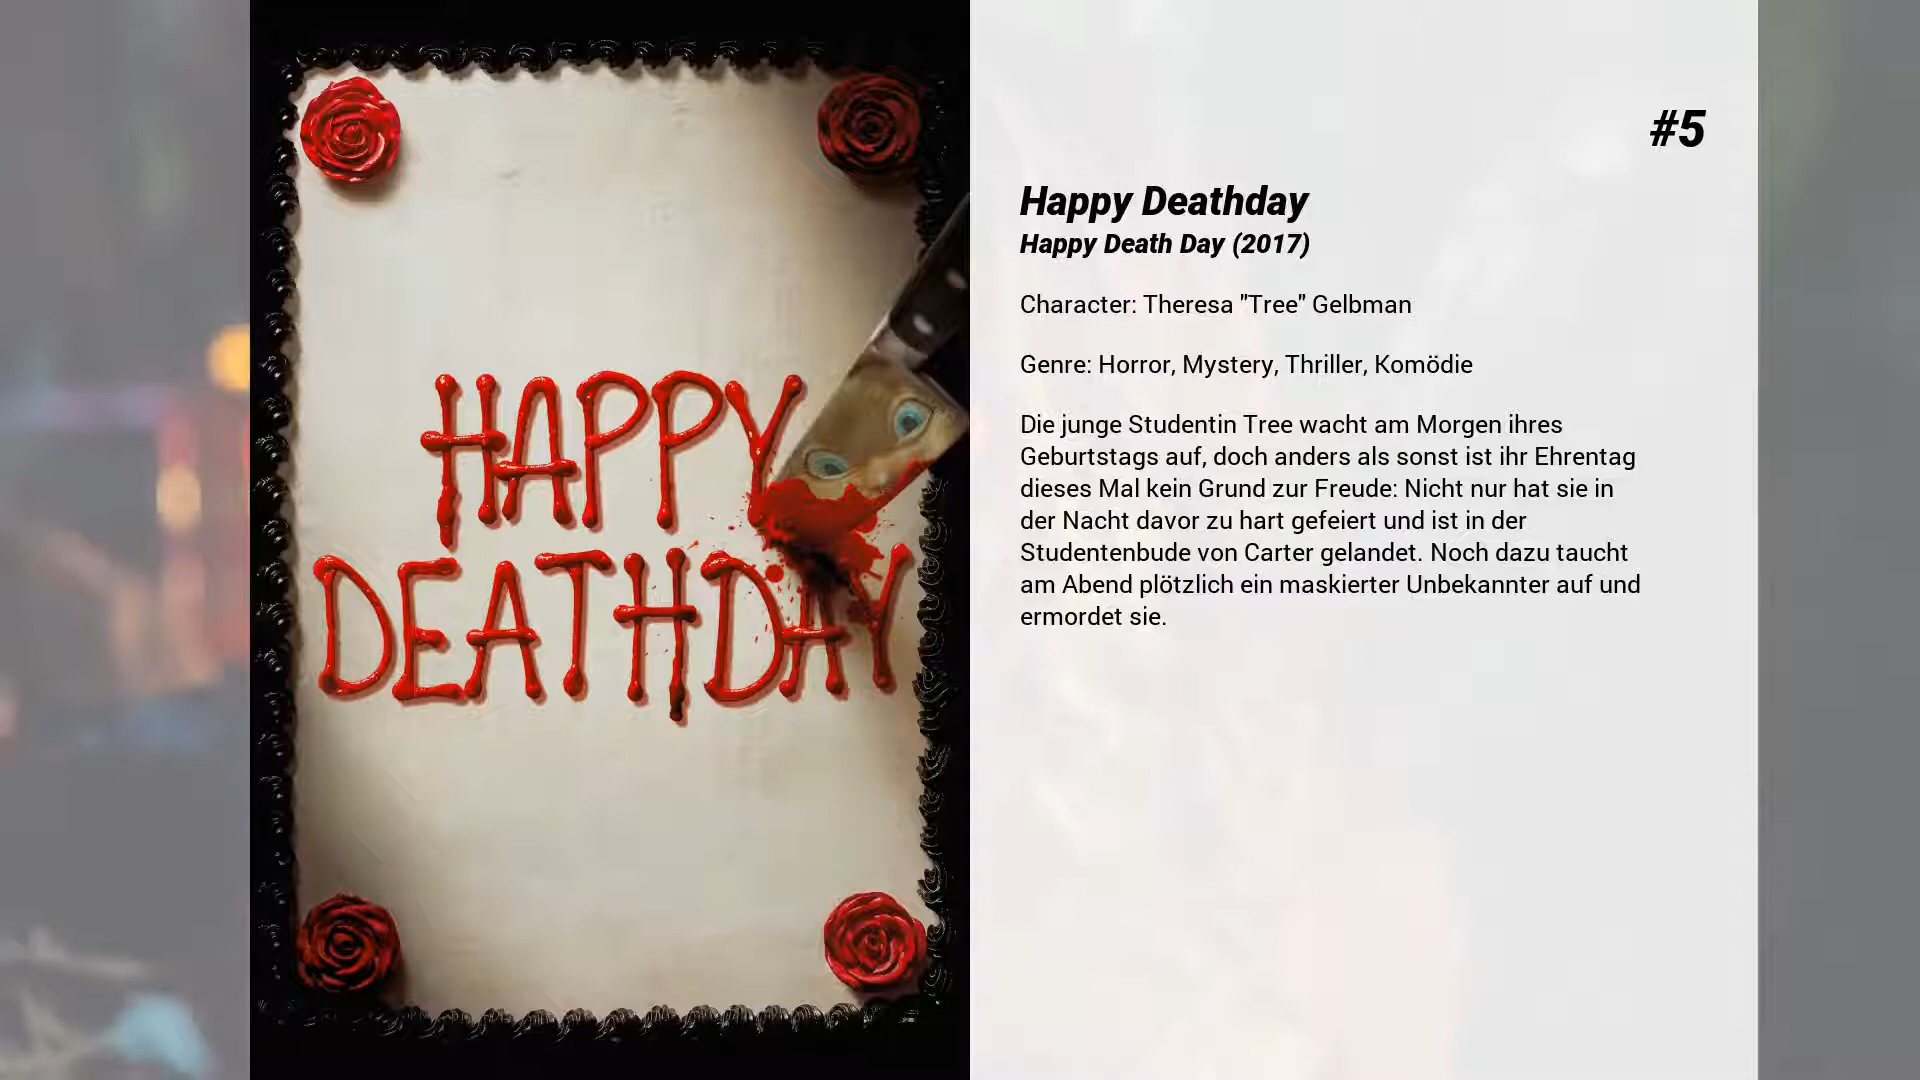 HAPPY
DEATHDAY
#5
Happy Deathday
Happy Death Day (2017)
Character: Theresa "Tree" Gelbman
Genre: Horror, Mystery, Thriller, Komödie
Die junge Studentin Tree wacht am Morgen ihres
Geburtstags auf, doch anders als sonst ist ihr Ehrentag
dieses Mal kein Grund zur Freude: Nicht nur hat sie in
der Nacht davor zu hart gefeiert und ist in der
Studentenbude von Carter gelandet. Noch dazu taucht
am Abend plötzlich ein maskierter Unbekannter auf und
ermordet sie.